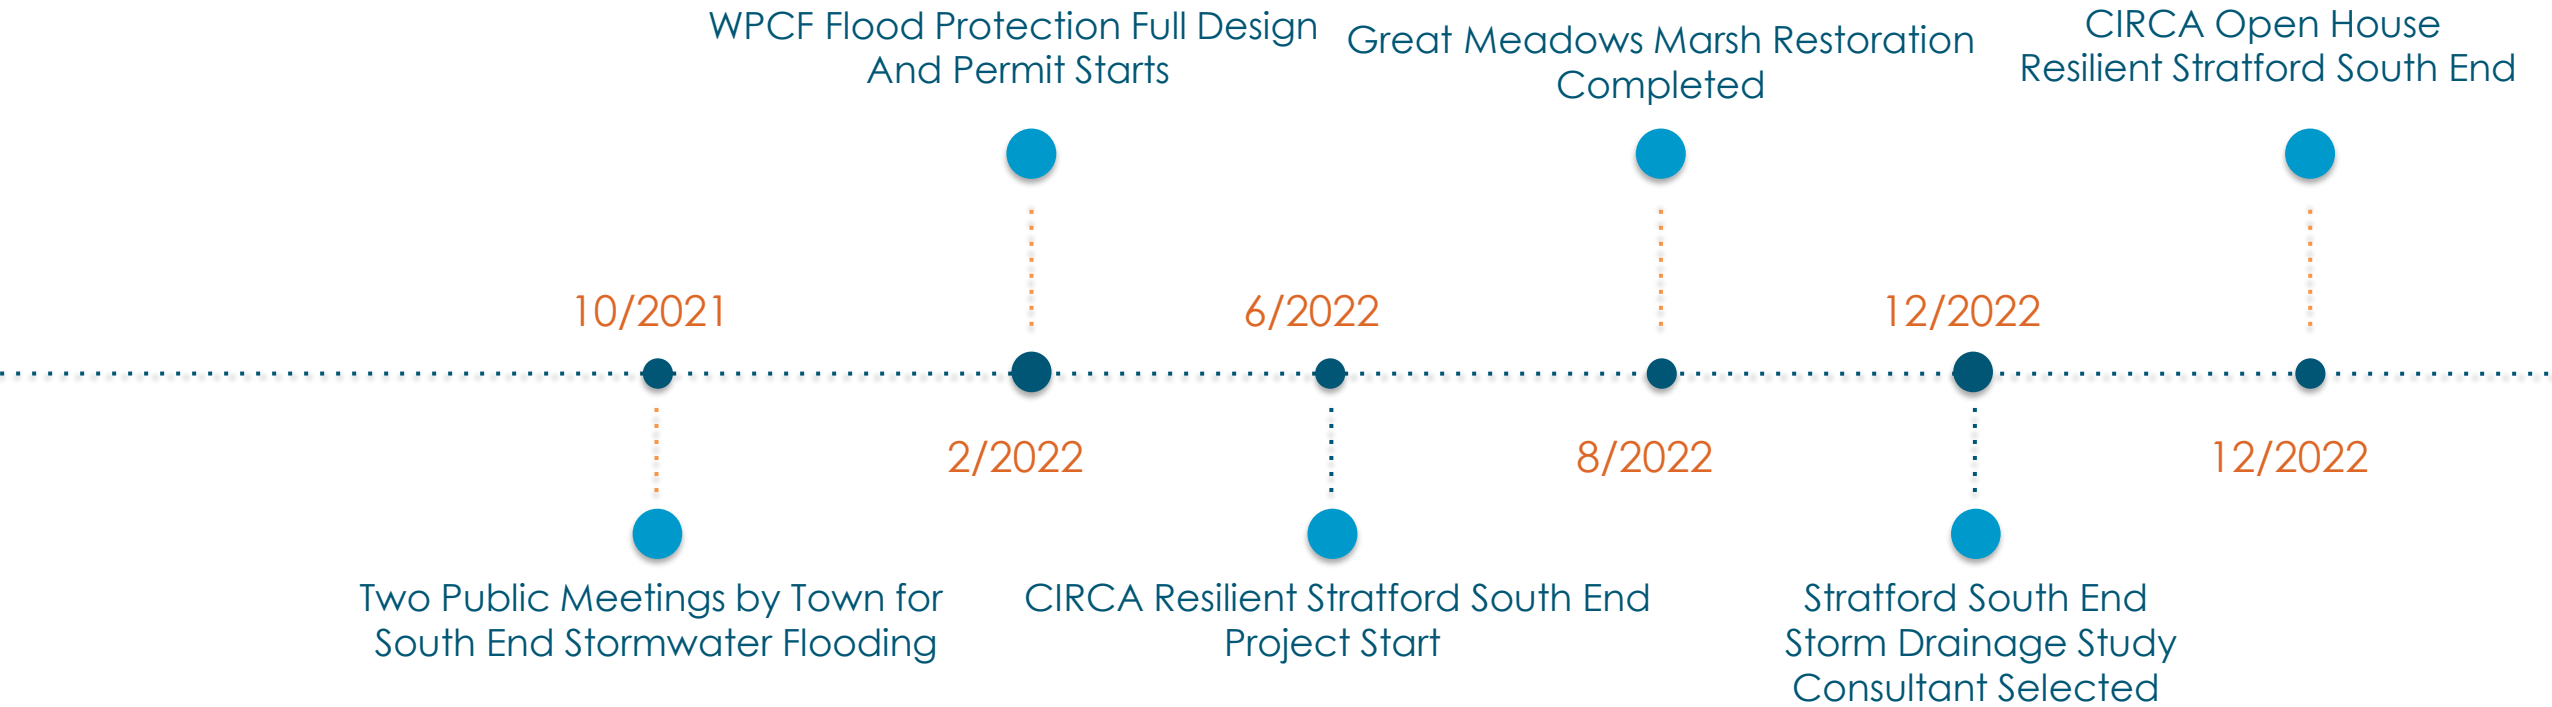 WPCF Flood Protection Full Design
And Permit Starts
Great Meadows Marsh Restoration
Completed
CIRCA Open House
Resilient Stratford South End
10/2021
6/2022
12/2022
2/2022
8/2022
12/2022
Two Public Meetings by Town for
South End Stormwater Flooding
CIRCA Resilient Stratford South End
Project Start
Stratford South End
Storm Drainage Study
Consultant Selected